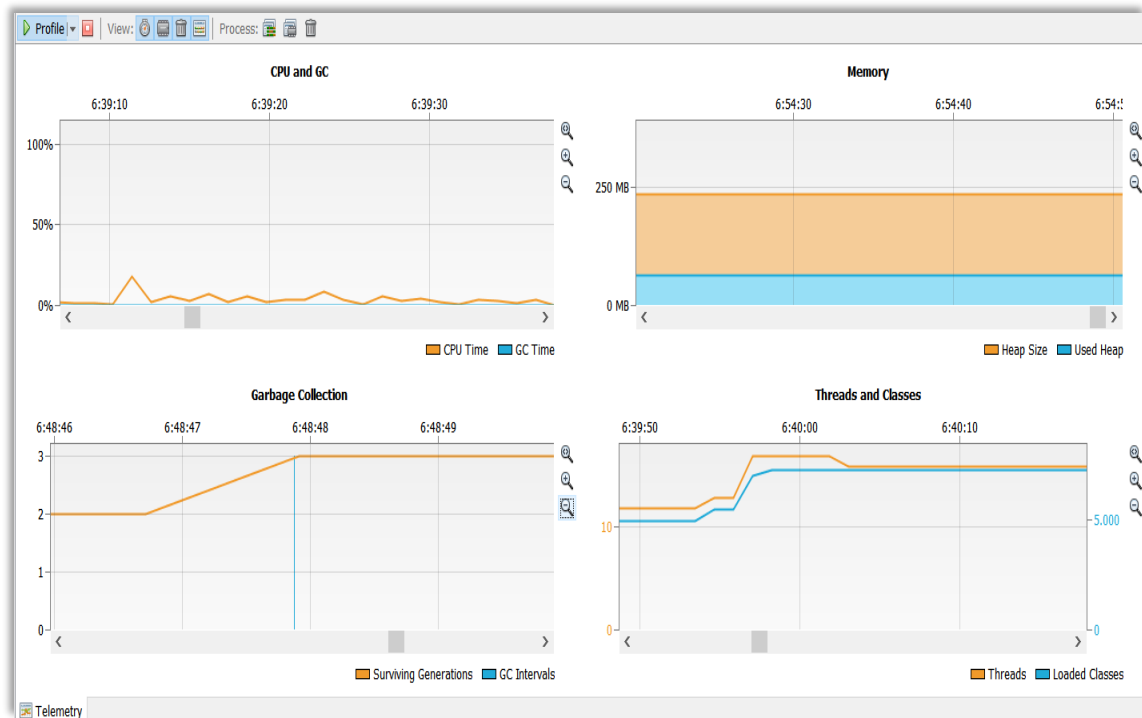 Profile View: Process:
CPU and GC
6:39:10 6:39:20 6:39:30
100%
50%
0%
CPU Time GC Time
Memory
6:54:30 6:54:40
250 MB
0 MB
Heap Size Used Heap
Garbage Collection
6:48:46 6:48:47 6:48:48 6:48:49
3
2
1
0
Surviving Generations GC Intervals
Threads and Classes
6:39:50 6:40:00 6:40:10
10 5.000
0 0
Threads Loaded Classes
Telemetry